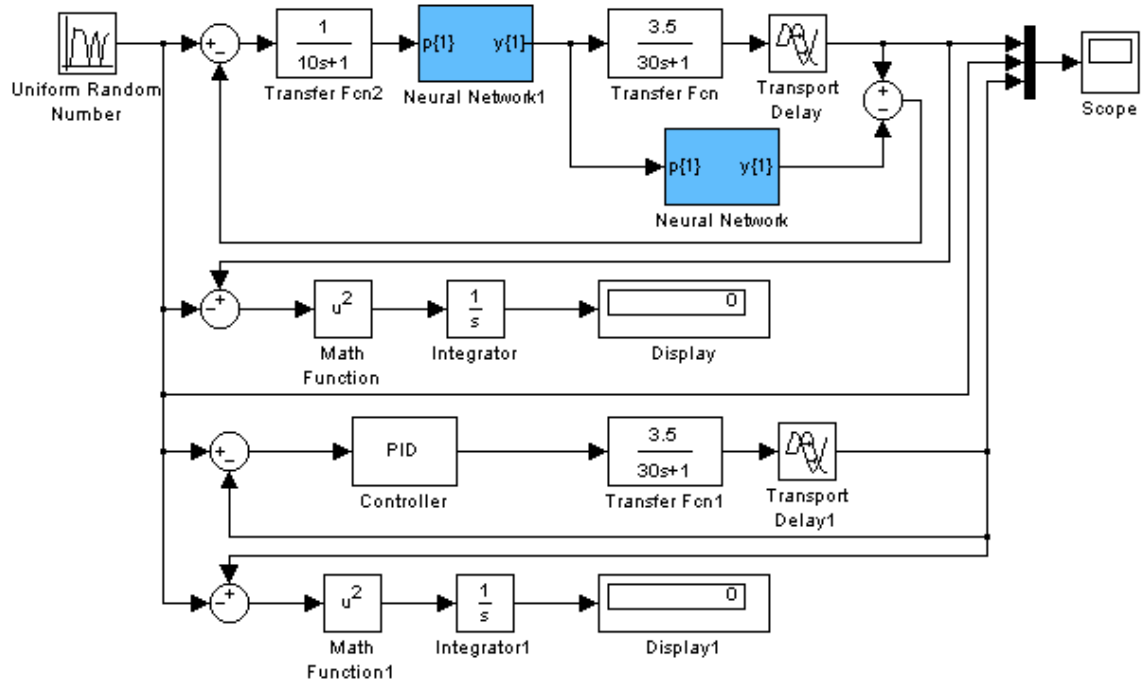 Uniform Random
Number
+
−
1
10s+1
Transfer Fcn2
p{1} y{1}
Neural Network1
3.5
30s+1
Transfer Fcn
Transport
Delay
+
−
Scope
p{1} y{1}
Neural Network
+
−
u2
Math
Function
1
s
Integrator
0
Display
+
−
PID
Controller
3.5
30s+1
Transfer Fcn1
Transport
Delay1
+
−
u2
Math
Function1
1
s
Integrator1
0
Display1